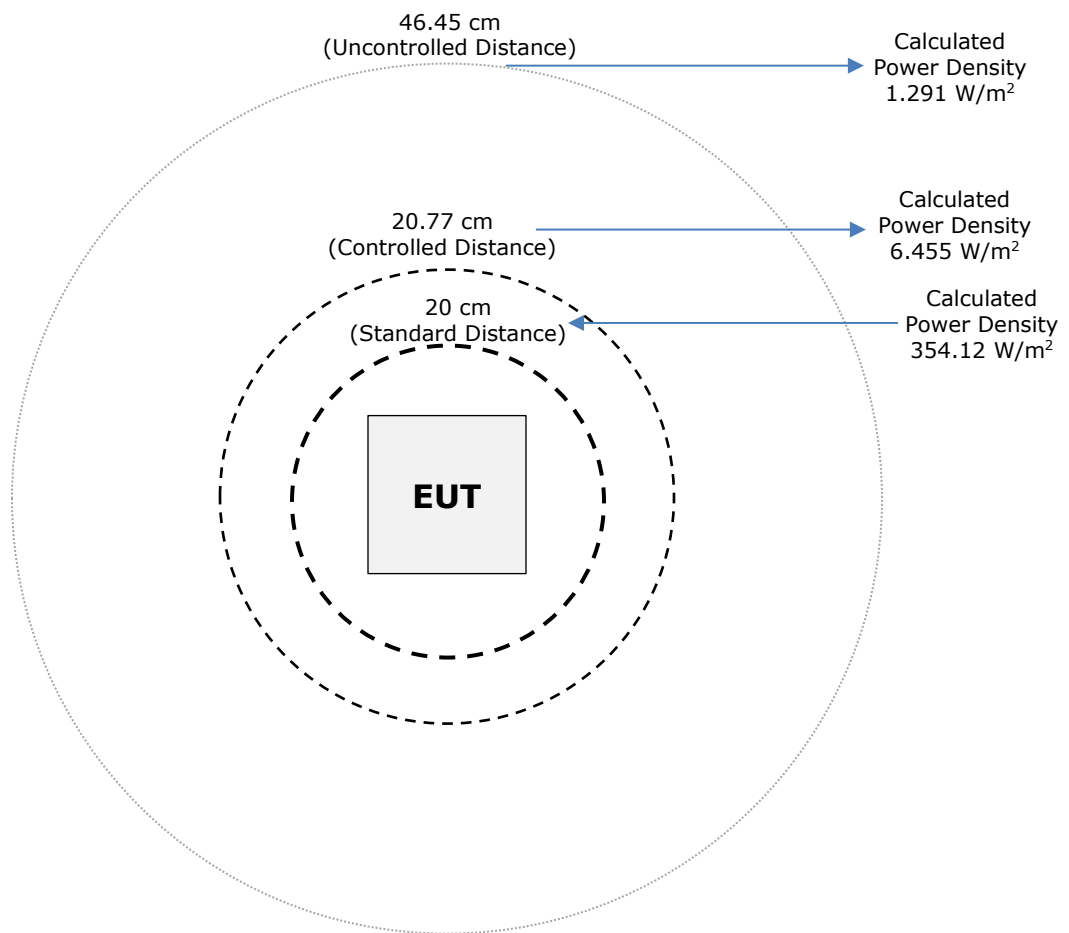 46.45 cm
(Uncontrolled Distance)
Calculated
Power Density
1.291 W/m²
20.77 cm
(Controlled Distance)
Calculated
Power Density
6.455 W/m²
20 cm
(Standard Distance)
Calculated
Power Density
354.12 W/m²
EUT